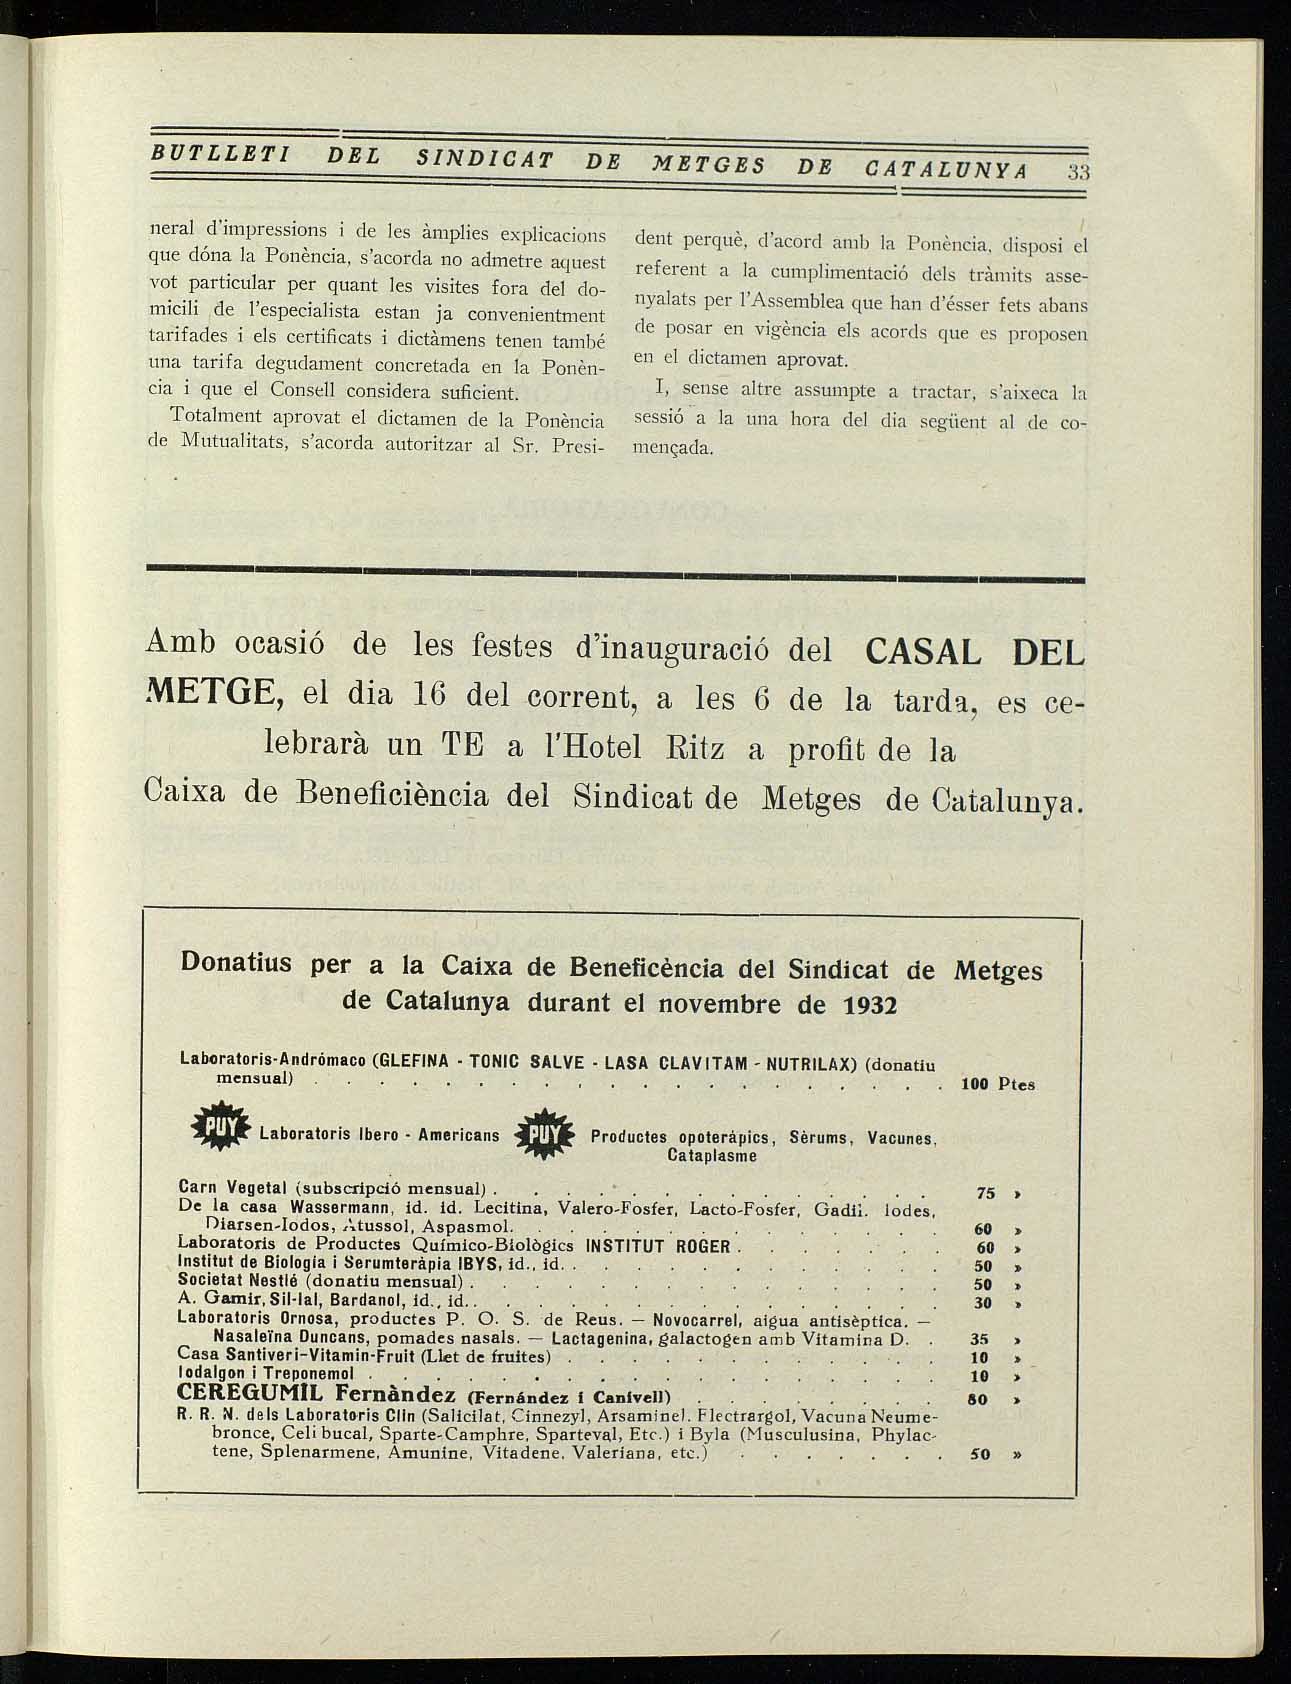 BUTLLETI DEL SINDICAT DE METGES DE CATALUNYA 33
neral d'impressions i de les àmplies explicacions
que dóna la Ponència, s'acorda no admetre aquest
vot particular per quant les visites fora del do-
micili de l'especialista estan ja convenientment
tarifades i els certificats i dictàmens tenen també
una tarifa degudament concretada en la Ponèn-
cia i que el Consell considera suficient.
Totalment aprovat el dictamen de la Ponència
de Mutualitats, s'acorda autoritzar al Sr. Presi-
dent perquè, d'acord amb la Ponència, disposi el
referent a la cumplimentació dels tràmits asse-
nyalats per l'Assemblea que han d'ésser fets abans
de posar en vigència els acords que es proposen
en el dictamen aprovat.
I, sense altre assumpte a tractar, s'aixeca la
sessió a la una hora del dia següent al de co-
mençada.
Amb ocasió de les festes d'inauguració del CASAL DEL
METGE, el dia 16 del corrent, a les 6 de la tarda, es ce-
lebrarà un TE a l'Hotel Ritz a profit de la
Caixa de Beneficiència del Sindicat de Metges de Catalunya.
Donatius per a la Caixa de Beneficència del Sindicat de Metges
de Catalunya durant el novembre de 1932
Laboratoris-Andrómaco (GLEFINA - TONIC SALVE - LASA CLAVITAM - NUTRILAX) (donatiu
mensual) . . . . . . . . . . . . . . . . . . . . 100 Ptes
PUY Laboratoris Ibero - Americans PUY Productes opoteràpics, Sèrums, Vacunes,
Cataplasme
Carn Vegetal (subscripció mensual) . . . . . . . . . . . . . . 75 »
De la casa Wassermann, id. id. Lecitina, Valero-Fosfer, Lacto-Fosfer, Gadil. Iodes,
Diarsen-Iodos, Atussol, Aspasmol. . . . . . . . . . . . . . 60 »
Laboratoris de Productes Químico-Biològics INSTITUT ROGER . . . . . . . 60 »
Institut de Biologia i Serumteràpia IBYS, id., id. . . . . . . . . . . . . 50 »
Societat Nestlé (donatiu mensual) . . . . . . . . . . . . . . . 50 »
A. Gamir, Sil-lal, Bardanol, id., id. . . . . . . . . . . . . . . . 30 »
Laboratoris Ornosa, productes P. O. S. de Reus. — Novocarrel, aigua antisèptica. —
Nasaleïna Duncans, pomades nasals. — Lactagenina, galactogen amb Vitamina D. . 35 »
Casa Santiveri-Vitamin-Fruit (Llet de fruites) . . . . . . . . . . . . 10 »
Iodalgon i Treponemol . . . . . . . . . . . . . . . . . . 10 »
CEREGUMIL Fernàndez (Fernández i Canivell) . . . . . . . . 80 »
R. R. N. dels Laboratoris Clin (Salicilat, Cinnezyl, Arsaminel. Electrargol, Vacuna Neume-
bronce, Celi bucal, Sparte-Camphre, Sparteval, Etc.) i Byla (Musculusina, Phylac-
tene, Splenarmene, Amunine, Vitadene, Valeriana, etc.) . . . . . . . 50 »